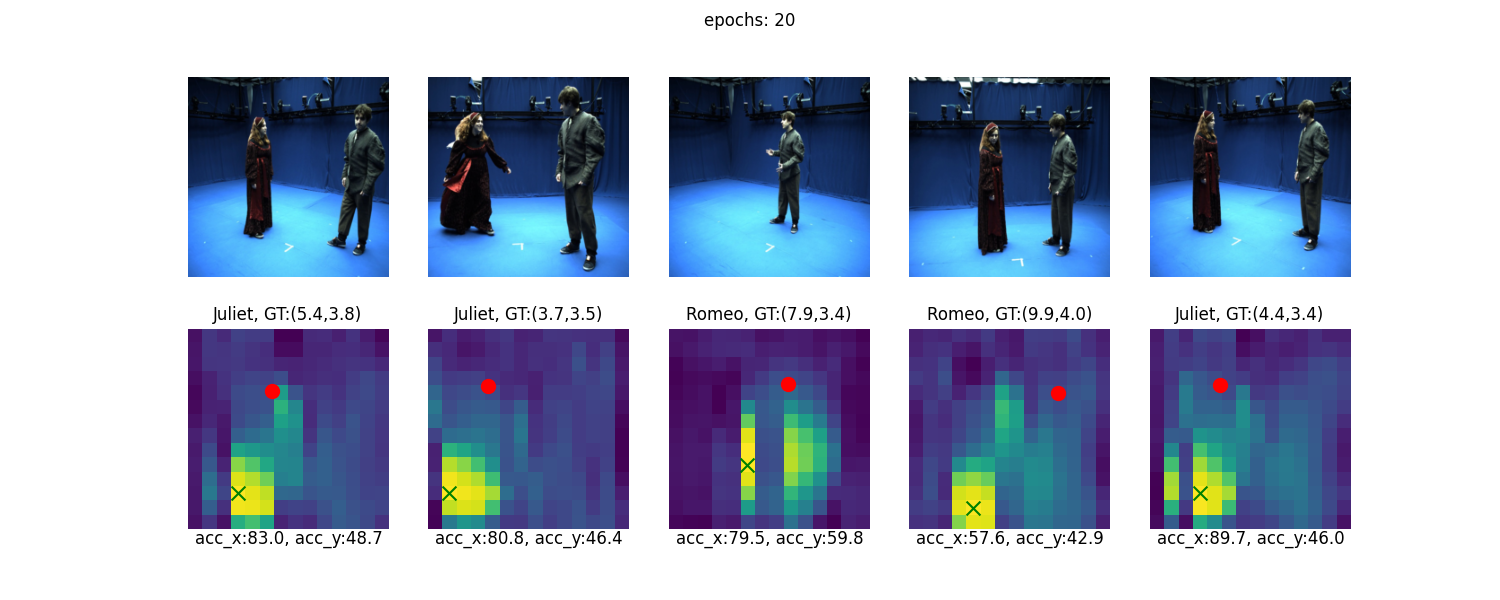 epochs: 20
Juliet, GT:(5.4,3.8)
Juliet, GT:(3.7,3.5)
Romeo, GT:(7.9,3.4)
Romeo, GT:(9.9,4.0)
Juliet, GT:(4.4,3.4)
acc_x:83.0, acc_y:48.7
acc_x:80.8, acc_y:46.4
acc_x:79.5, acc_y:59.8
acc_x:57.6, acc_y:42.9
acc_x:89.7, acc_y:46.0